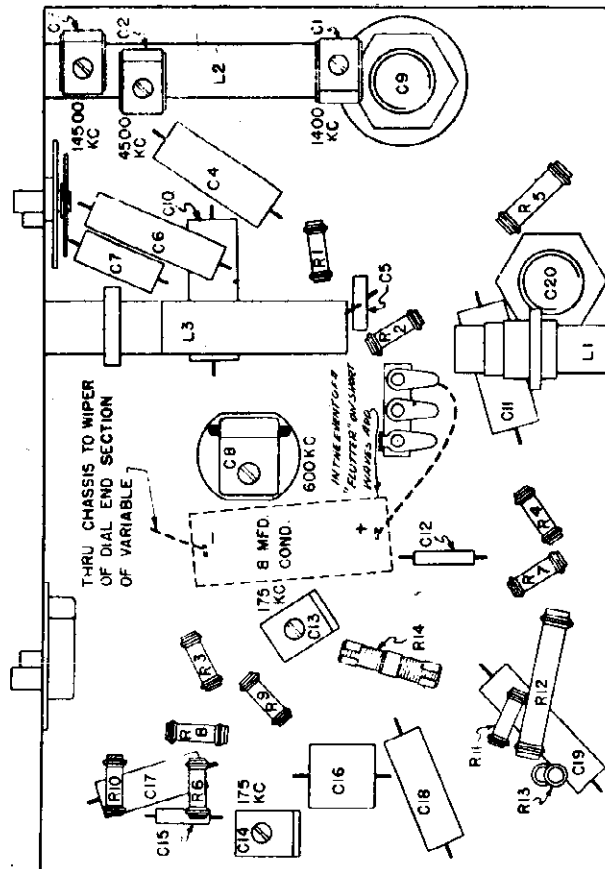 C
C2
C1
L2
C9
14500
KC
4500
KC
1400
KC
C4
C10
C6
C7
R1
R5
C5
L3
R2
C20
L1
C11
IN THE EVENT OF A
"FLUTTER" ON SHORT
WAVES ADD
C8
600KC
THRU CHASSIS TO WIPER
OF DIAL END SECTION
OF VARIABLE
-
+
8 MFD.
COND.
C12
R4
R7
175
KC
C13
R14
R3
R9
R8
R12
R11
R10
C17
R6
C16
C18
C19
R13
C15
C14
175
KC